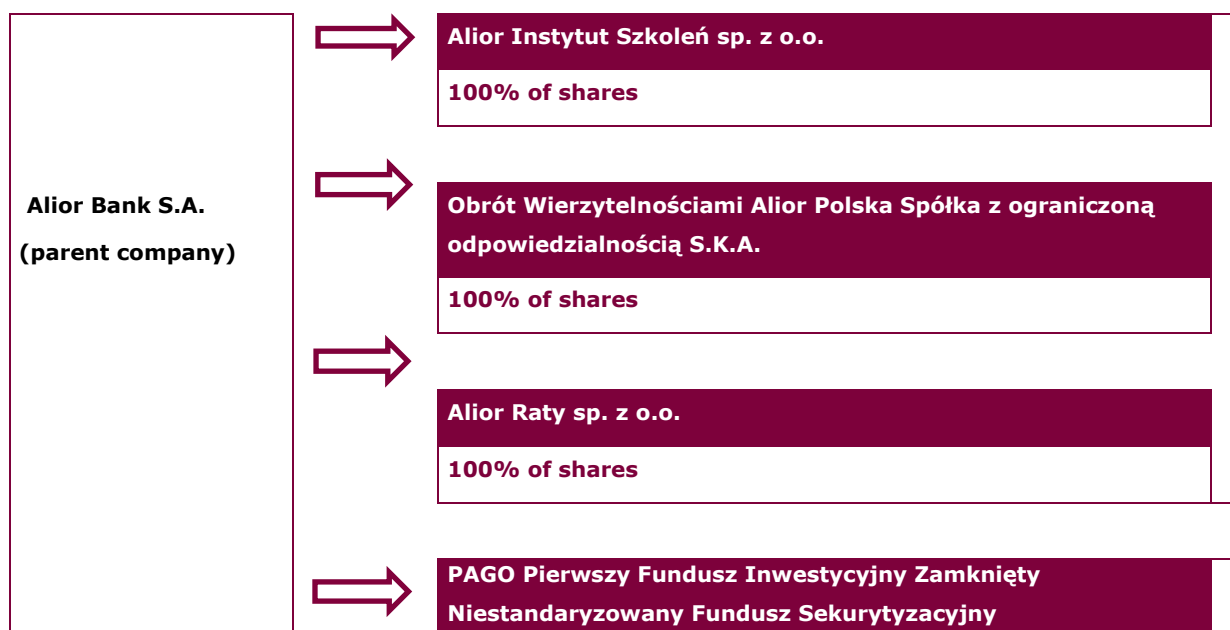 Alior Bank S.A.
(parent company)
Alior Instytut Szkoleń sp. z o.o.
100% of shares
Obrót Wierzytelnościami Alior Polska Spółka z ograniczoną
odpowiedzialnością S.K.A.
100% of shares
Alior Raty sp. z o.o.
100% of shares
PAGO Pierwszy Fundusz Inwestycyjny Zamknięty
Niestandaryzowany Fundusz Sekurytyzacyjny